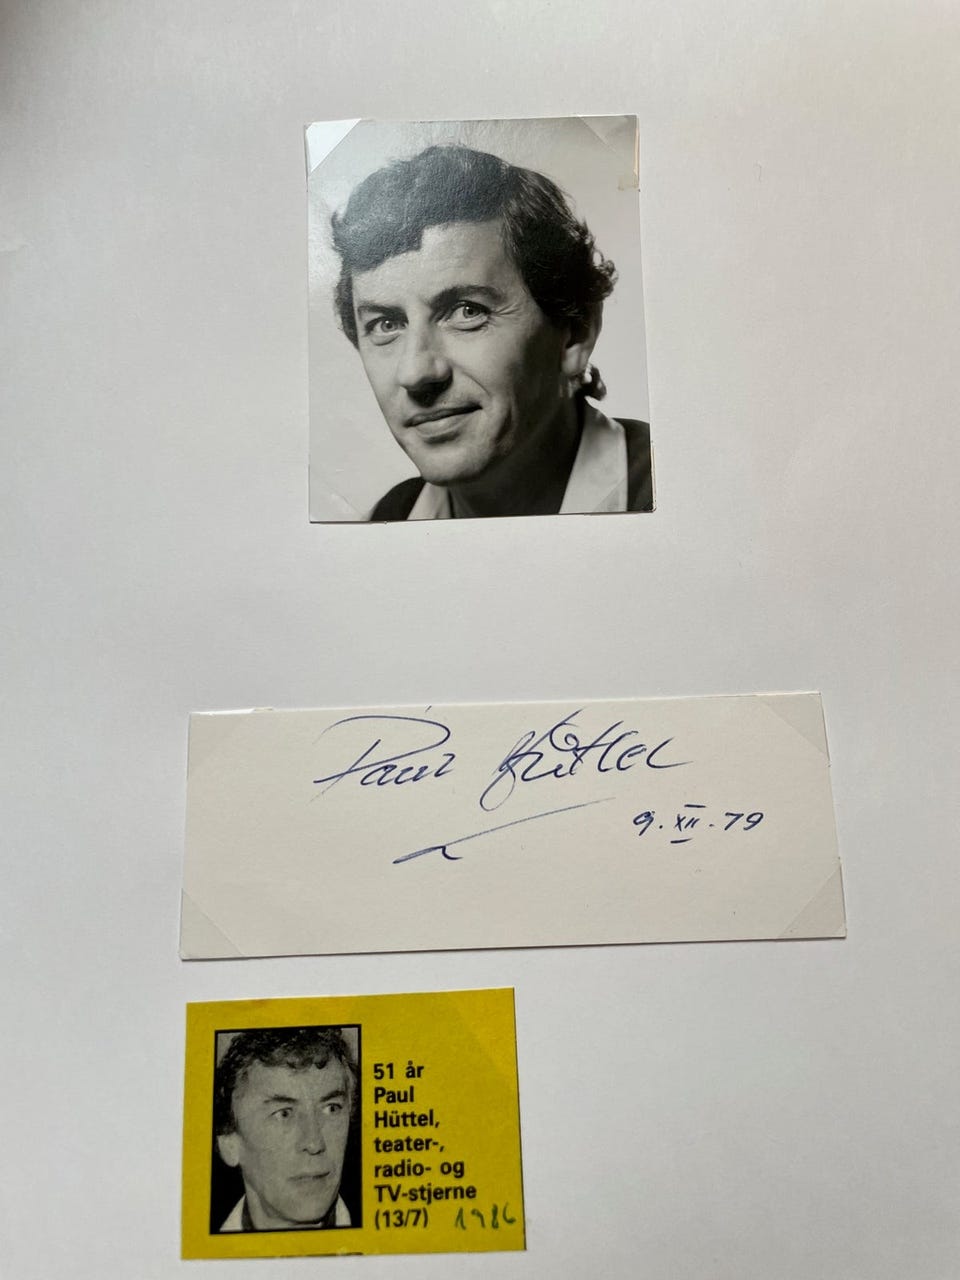 Paul Hüttel
9. XII. 79
51 år
Paul
Hüttel,
teater-,
radio- og
TV-stjerne
(13/7) 1986